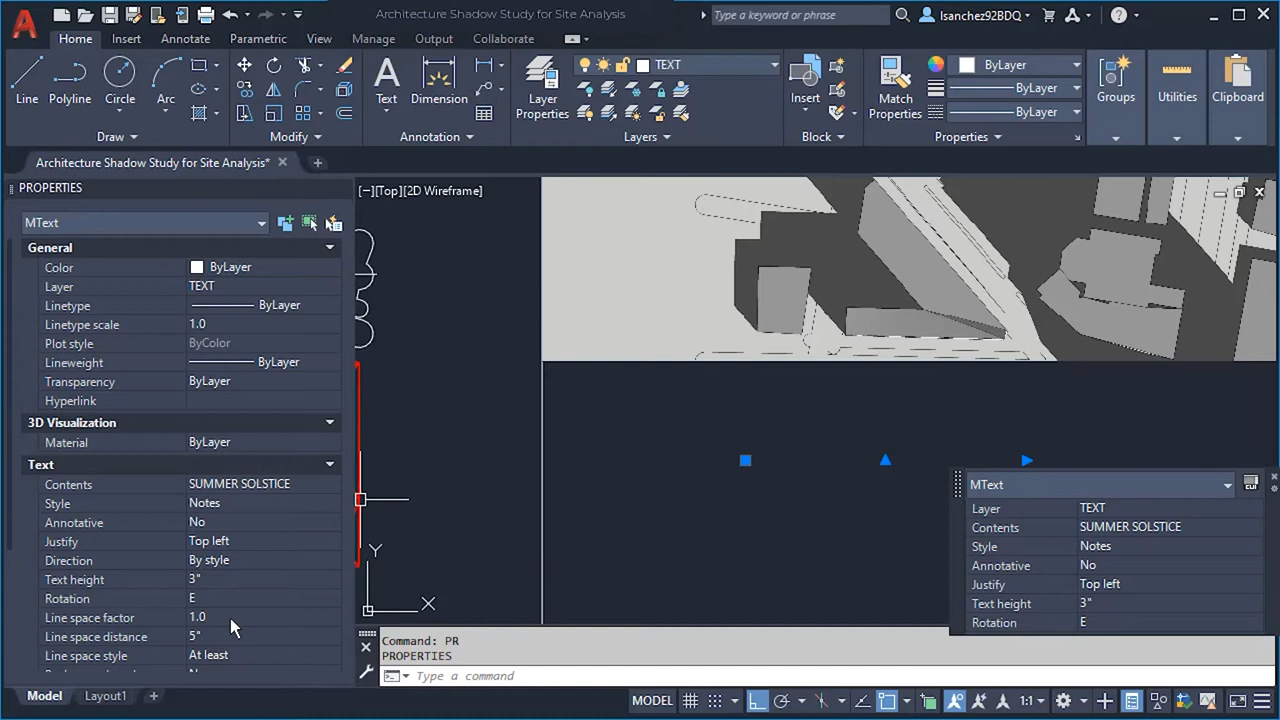 Architecture Shadow Study for Site Analysis
Type a keyword or phrase
lsanchez92BDQ
Home Insert Annotate Parametric View Manage Output Collaborate
TEXT
ByLayer
ByLayer
ByLayer
Line Polyline Circle Arc
Text Dimension
Layer Properties
Insert
Match Properties
Groups Utilities Clipboard
Draw Modify Annotation Layers Block Properties
Architecture Shadow Study for Site Analysis*
PROPERTIES
[−][Top][2D Wireframe]
MText
General
Color ByLayer
Layer TEXT
Linetype ByLayer
Linetype scale 1.0
Plot style ByColor
Lineweight ByLayer
Transparency ByLayer
Hyperlink
3D Visualization
Material ByLayer
Text
Contents SUMMER SOLSTICE
Style Notes
Annotative No
Justify Top left
Direction By style
Text height 3"
Rotation E
Line space factor 1.0
Line space distance 5"
Line space style At least
Y
X
MText
Layer TEXT
Contents SUMMER SOLSTICE
Style Notes
Annotative No
Justify Top left
Text height 3"
Rotation E
Command: PR
PROPERTIES
Type a command
Model Layout1
MODEL
1:1